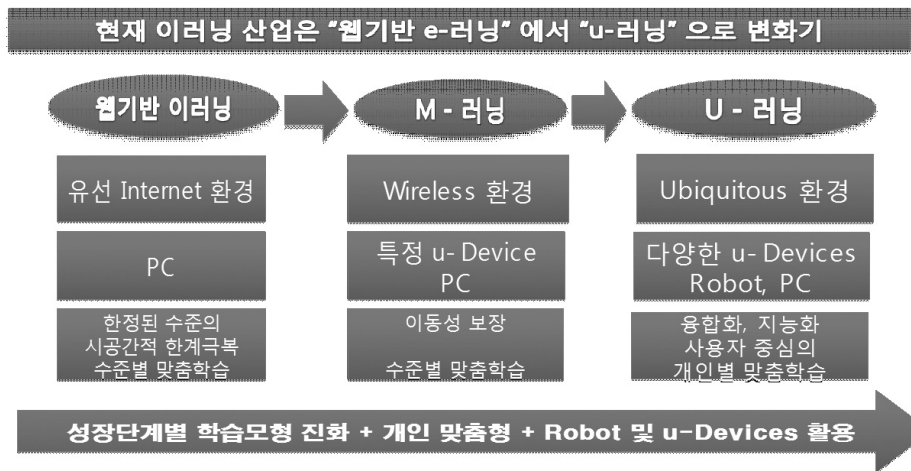 현재 이러닝 산업은 “웹기반 e-러닝” 에서 “u-러닝” 으로 변화기
웹기반 이러닝
M - 러닝
U - 러닝
유선 Internet 환경
Wireless 환경
Ubiquitous 환경
PC
특정 u- Device
PC
다양한 u- Devices
Robot, PC
한정된 수준의
시공간적 한계극복
수준별 맞춤학습
이동성 보장
수준별 맞춤학습
융합화, 지능화
사용자 중심의
개인별 맞춤학습
성장단계별 학습모형 진화 + 개인 맞춤형 + Robot 및 u-Devices 활용